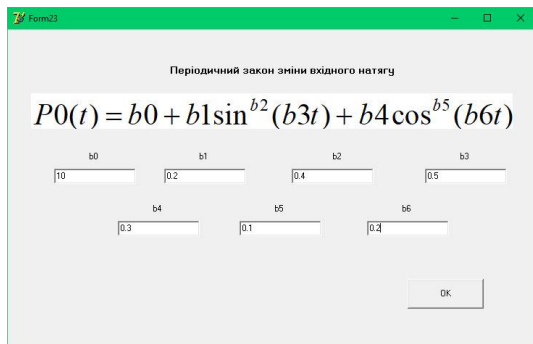 Form23
Періодичний закон зміни вхідного натягу
P0(t) = b0 + b1sin^b2(b3t) + b4cos^b5(b6t)
b0 b1 b2 b3
10 0.2 0.4 0.5
b4 b5 b6
0.3 0.1 0.2
OK